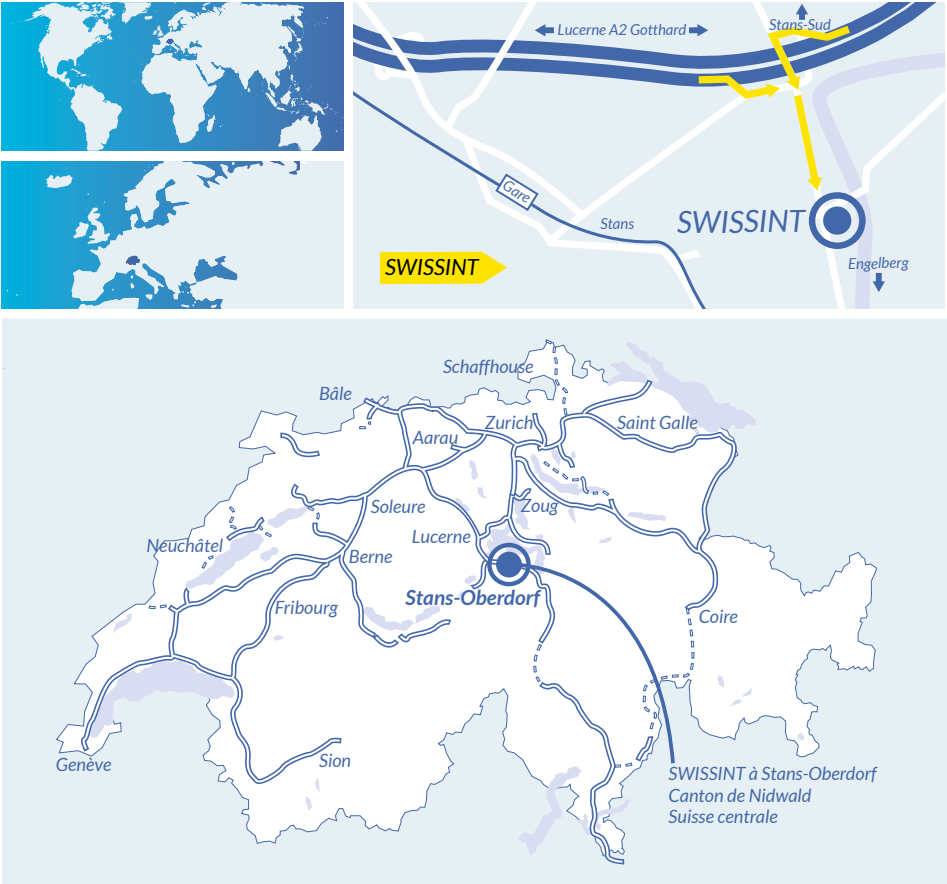 Lucerne A2 Gotthard
Stans-Sud
Gare
Stans
SWISSINT
Engelberg
SWISSINT
Schaffhouse
Bâle
Zurich
Saint Galle
Aarau
Soleure
Zoug
Lucerne
Neuchâtel
Berne
Stans-Oberdorf
Fribourg
Coire
Genève
Sion
SWISSINT à Stans-Oberdorf
Canton de Nidwald
Suisse centrale